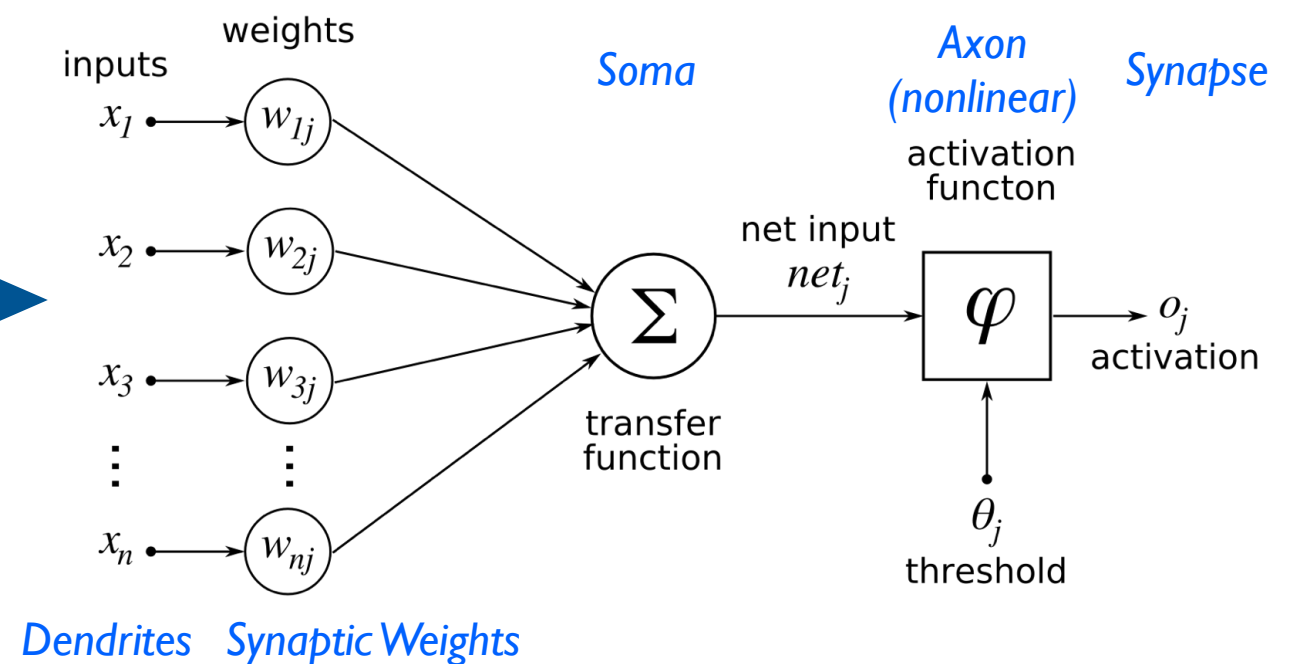 weights
inputs
Soma
Axon
(nonlinear)
Synapse
activation
functon
x1
w1j
x2
w2j
net input
netj
Σ
φ
oj
activation
x3
w3j
transfer
function
⋮
⋮
θj
threshold
xn
wnj
Dendrites
Synaptic Weights